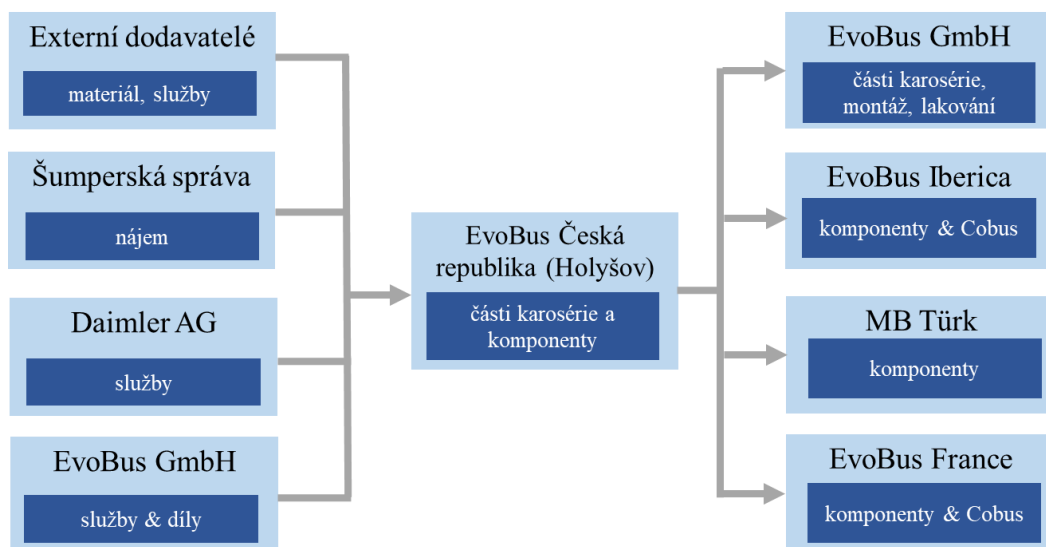 Externí dodavatelé
materiál, služby
Šumperská správa
nájem
Daimler AG
služby
EvoBus GmbH
služby & díly
EvoBus Česká
republika (Holyšov)
části karosérie a
komponenty
EvoBus GmbH
části karosérie,
montáž, lakování
EvoBus Iberica
komponenty & Cobus
MB Türk
komponenty
EvoBus France
komponenty & Cobus